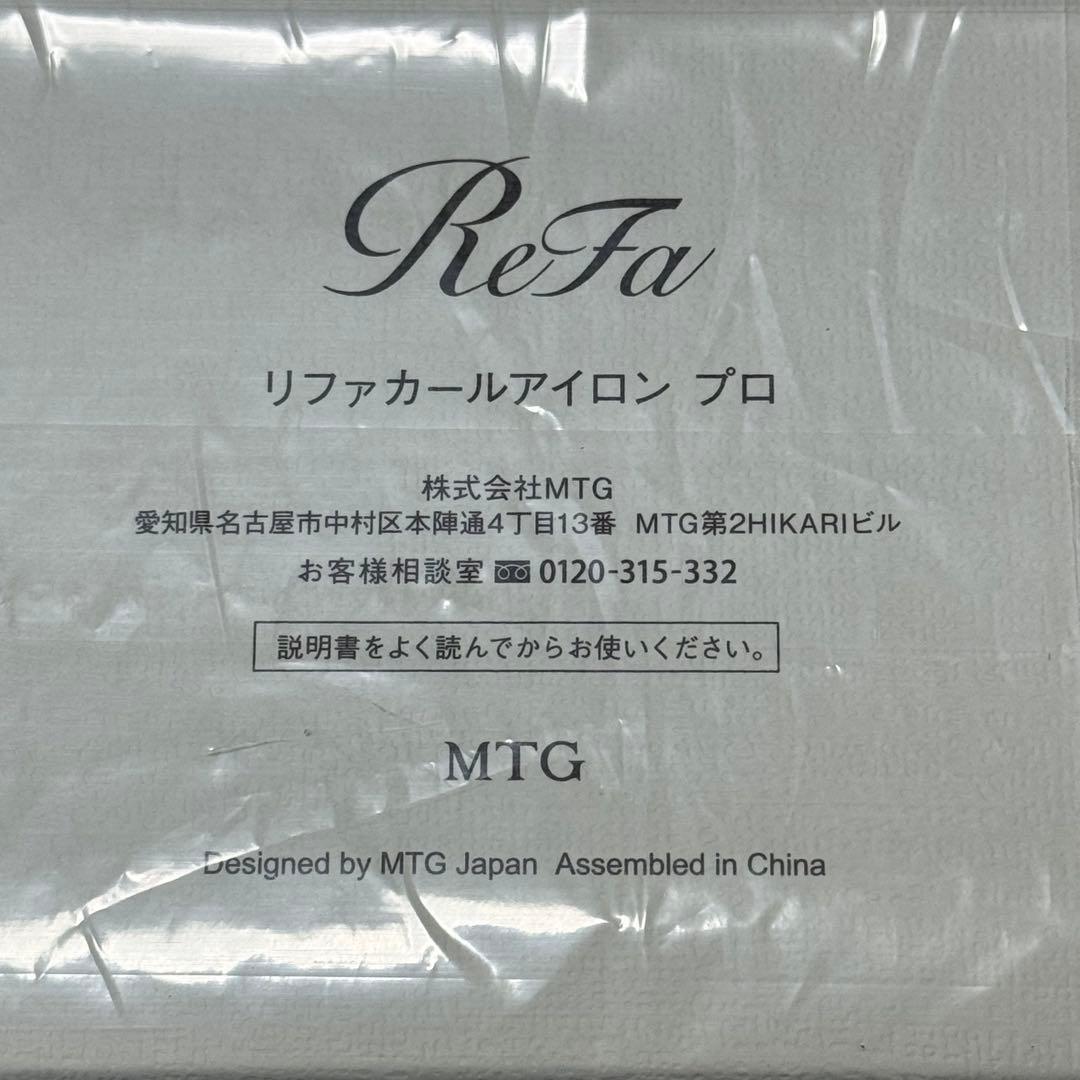 ReFa
リファカールアイロン プロ
株式会社MTG
愛知県名古屋市中村区本陣通4丁目13番 MTG第2HIKARIビル
お客様相談室 0120-315-332
説明書をよく読んでからお使いください。
MTG
Designed by MTG Japan Assembled in China